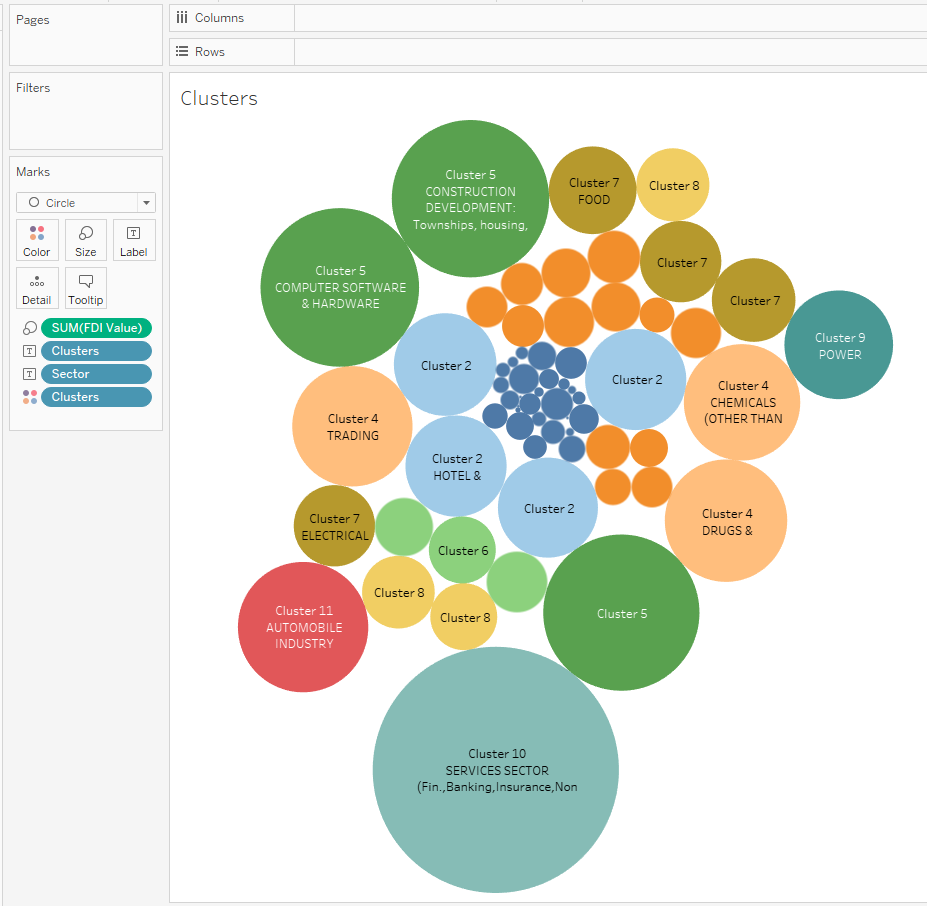 Pages
Columns
Rows
Filters
Marks
Circle
Color
Size
Label
Detail
Tooltip
SUM(FDI Value)
Clusters
Sector
Clusters
Clusters
Cluster 5
CONSTRUCTION
DEVELOPMENT:
Townships, housing,
Cluster 7
FOOD
Cluster 8
Cluster 7
Cluster 7
Cluster 5
COMPUTER SOFTWARE
& HARDWARE
Cluster 9
POWER
Cluster 2
Cluster 2
Cluster 4
CHEMICALS
(OTHER THAN
Cluster 4
TRADING
Cluster 2
HOTEL &
Cluster 2
Cluster 4
DRUGS &
Cluster 7
ELECTRICAL
Cluster 6
Cluster 8
Cluster 8
Cluster 11
AUTOMOBILE
INDUSTRY
Cluster 5
Cluster 10
SERVICES SECTOR
(Fin.,Banking,Insurance,Non